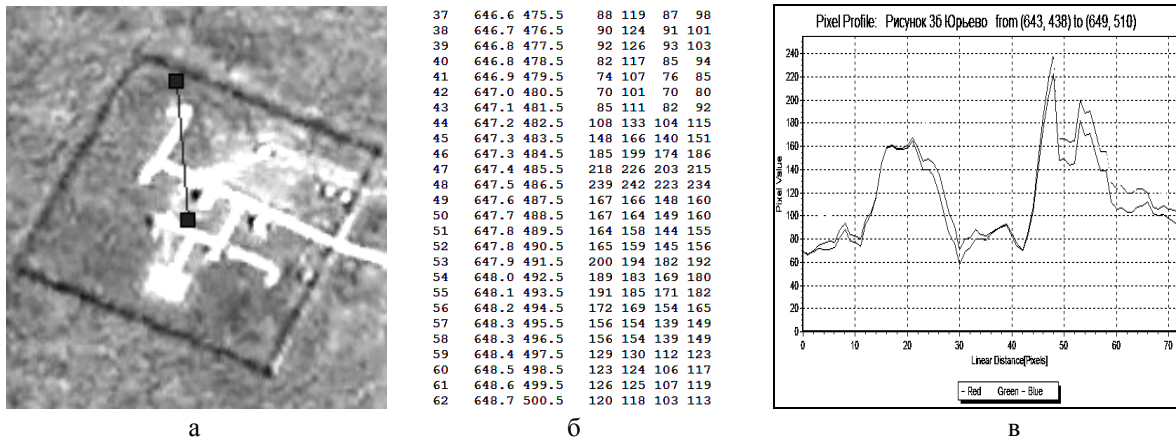 37 646.6 475.5 88 119 87 98
38 646.7 476.5 90 124 91 101
39 646.8 477.5 92 126 93 103
40 646.8 478.5 82 117 85 94
41 646.9 479.5 74 107 76 85
42 647.0 480.5 70 101 70 80
43 647.1 481.5 85 111 82 92
44 647.2 482.5 108 133 104 115
45 647.3 483.5 148 166 140 151
46 647.3 484.5 185 199 174 186
47 647.4 485.5 218 226 203 215
48 647.5 486.5 239 242 223 234
49 647.6 487.5 167 166 148 160
50 647.7 488.5 167 164 149 160
51 647.8 489.5 164 158 144 155
52 647.8 490.5 165 159 145 156
53 647.9 491.5 200 194 182 192
54 648.0 492.5 189 183 169 180
55 648.1 493.5 191 185 171 182
56 648.2 494.5 172 169 154 165
57 648.3 495.5 156 154 139 149
58 648.3 496.5 156 154 139 149
59 648.4 497.5 129 130 112 123
60 648.5 498.5 123 124 106 117
61 648.6 499.5 126 125 107 119
62 648.7 500.5 120 118 103 113
Pixel Profile: Рисунок 3б Юрьево from (643, 438) to (649, 510)
240
220
200
180
160
140
120
100
80
60
40
20
0
Pixel Value
0 10 20 30 40 50 60 70
Linear Distance[Pixels]
- Red Green - Blue
а б в